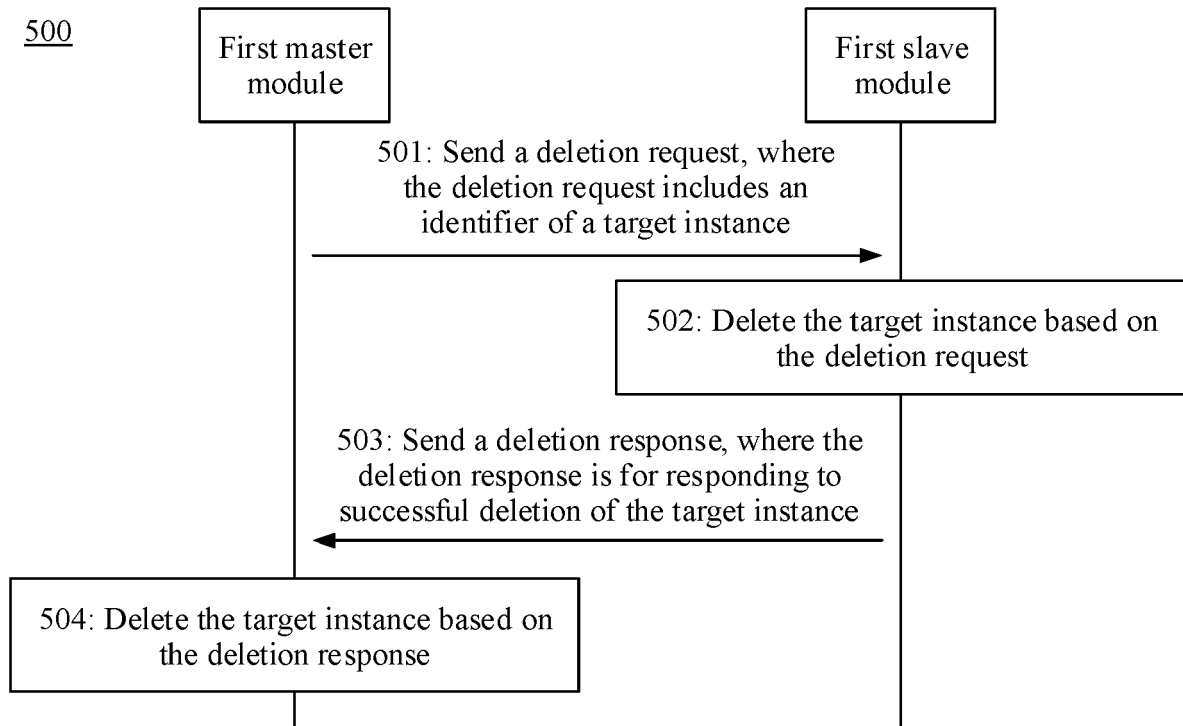 500
First master
module
First slave
module
501: Send a deletion request, where
the deletion request includes an
identifier of a target instance
502: Delete the target instance based on
the deletion request
503: Send a deletion response, where the
deletion response is for responding to
successful deletion of the target instance
504: Delete the target instance based on
the deletion response